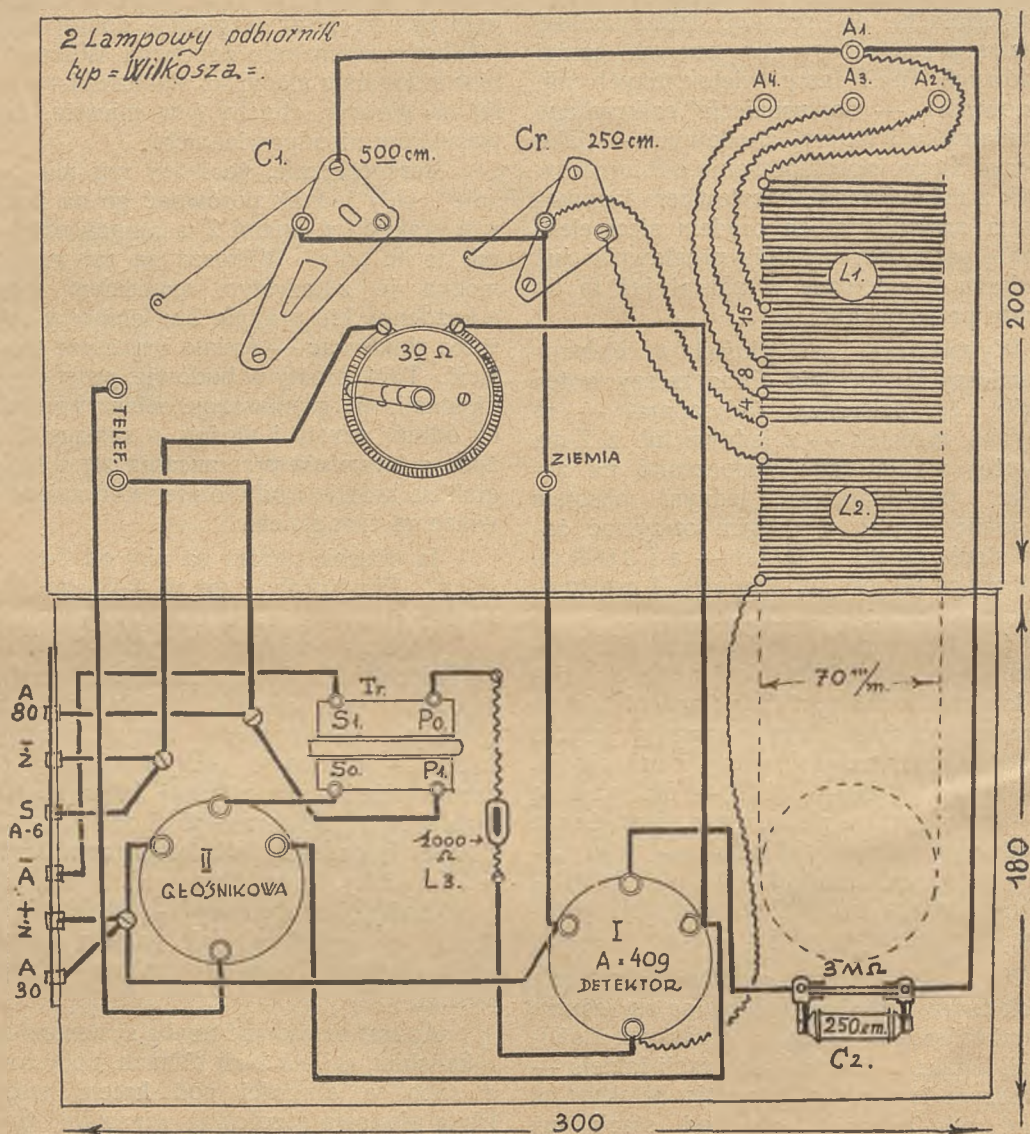 2 Lampowy odbiornik
typ = Wilkosza =.
A1.
A4.
A3.
A2.
C1.
500 cm.
Cr.
250 cm.
L1.
15
8
4
30 Ω
TELEF.
ZIEMIA
L2.
200
70 m/m.
Tr.
S1.
P0.
S0.
P1.
A
80
Ż-
S
A-6
A-
Ż+
A
30
1000
Ω
L3.
II
GŁOŚNIKOWA
I
A = 409
DETEKTOR
3 MΩ
250 cm.
C2.
180
300